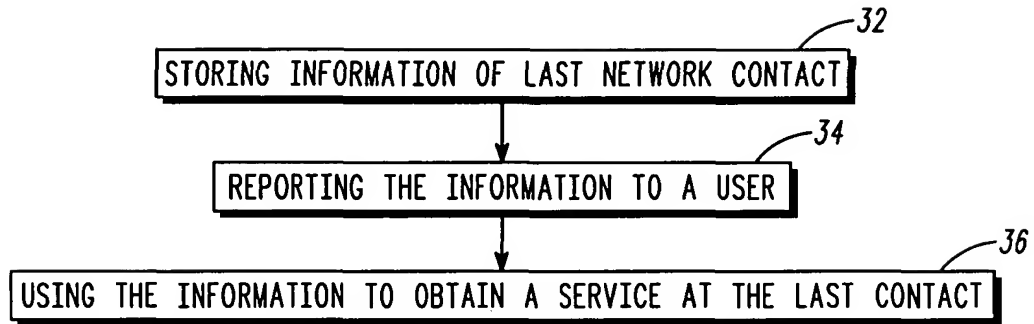 32
STORING INFORMATION OF LAST NETWORK CONTACT
34
REPORTING THE INFORMATION TO A USER
36
USING THE INFORMATION TO OBTAIN A SERVICE AT THE LAST CONTACT